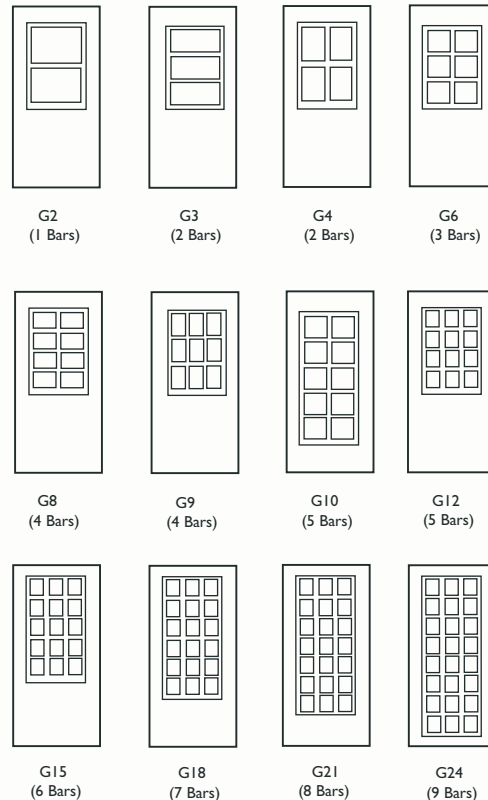 G2
(1 Bars)
G3
(2 Bars)
G4
(2 Bars)
G6
(3 Bars)
G8
(4 Bars)
G9
(4 Bars)
G10
(5 Bars)
G12
(5 Bars)
G15
(6 Bars)
G18
(7 Bars)
G21
(8 Bars)
G24
(9 Bars)